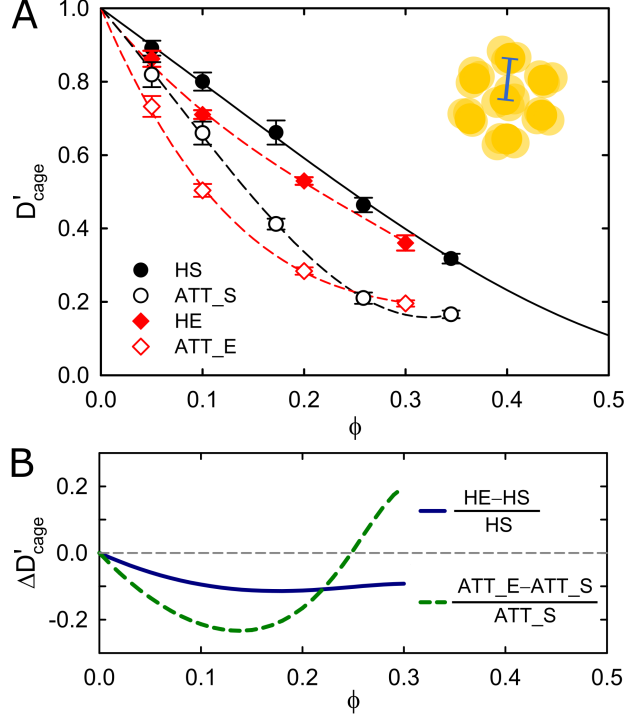 A
1.0
0.8
0.6
0.4
0.2
0.0
D'cage
HS
ATT_S
HE
ATT_E
0.0 0.1 0.2 0.3 0.4 0.5
ϕ
B
0.2
0.0
-0.2
ΔD'cage
HE–HS
HS
ATT_E–ATT_S
ATT_S
0.0 0.1 0.2 0.3 0.4 0.5
ϕ